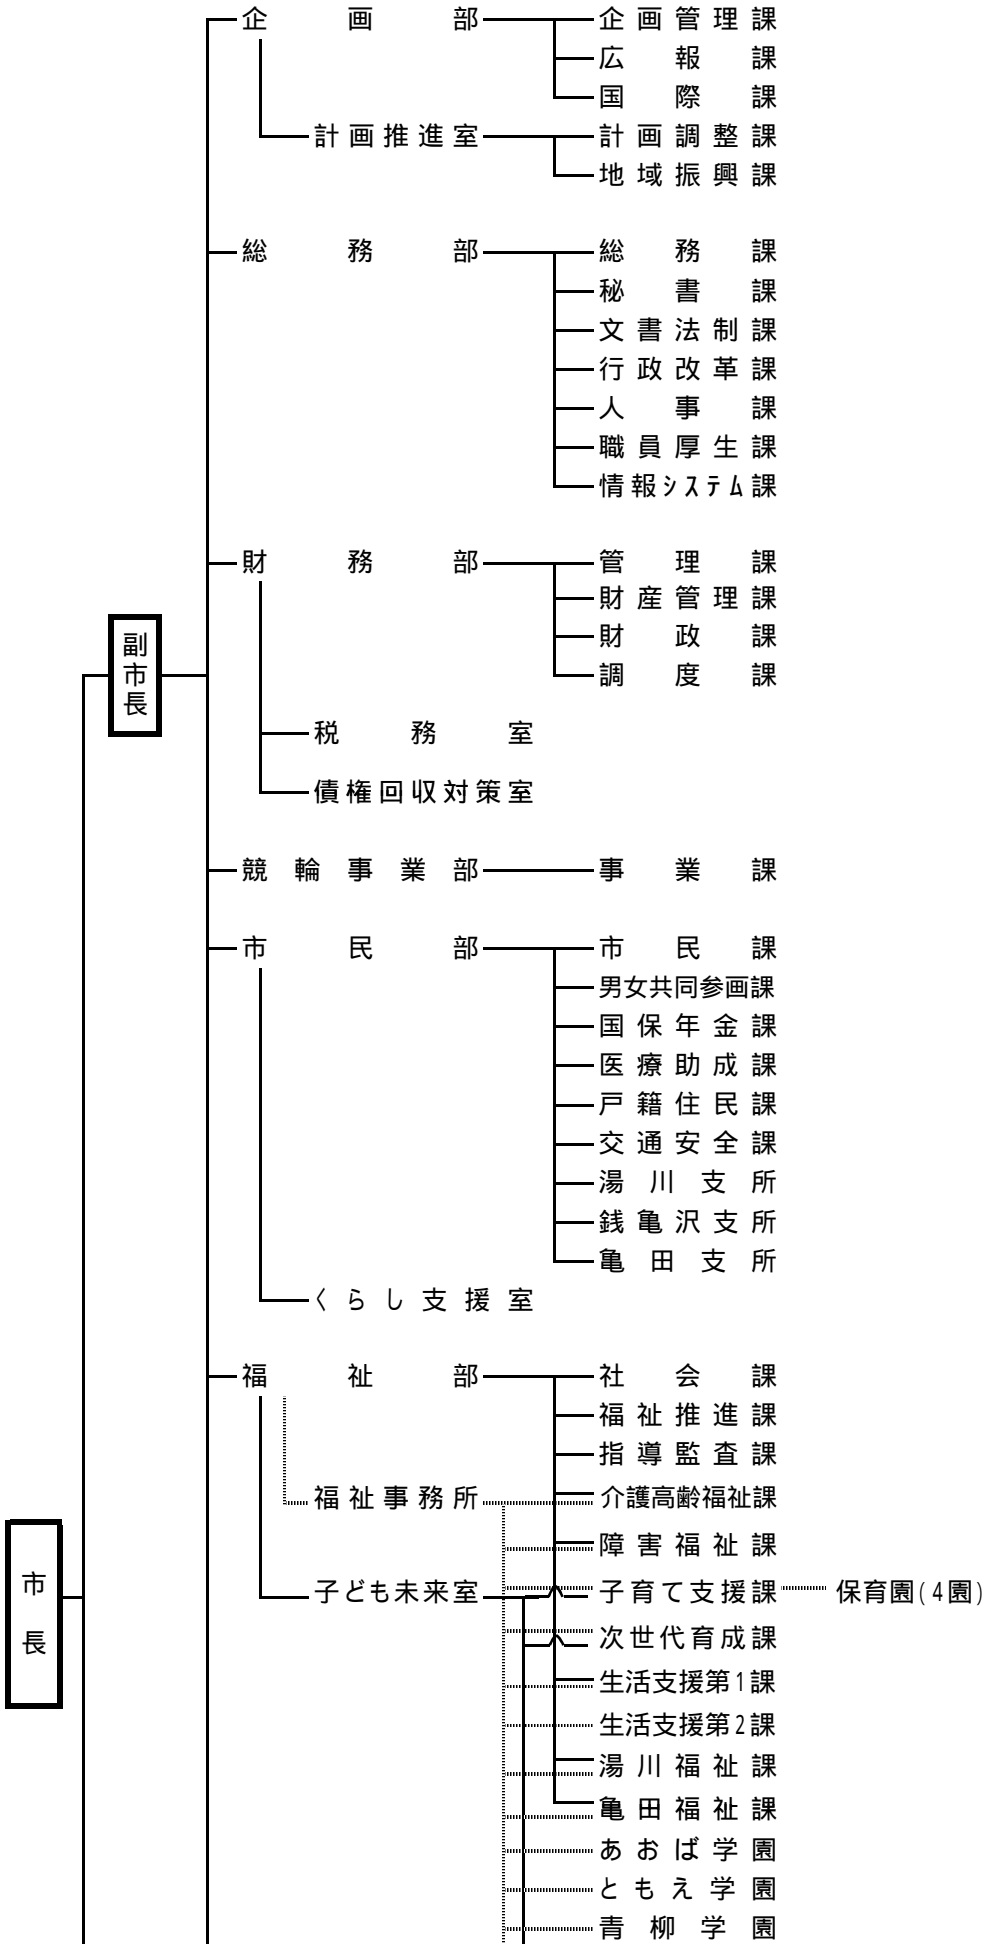 企画部 企画管理課
広報課
国際課
計画推進室 計画調整課
地域振興課
総務部 総務課
秘書課
文書法制課
行政改革課
人事課
職員厚生課
情報システム課
財務部 管理課
財産管理課
財政課
調度課
副市長
税務室
債権回収対策室
競輪事業部 事業課
市民部 市民課
男女共同参画課
国保年金課
医療助成課
戸籍住民課
交通安全課
湯川支所
銭亀沢支所
亀田支所
くらし支援室
福祉部 社会課
福祉推進課
指導監査課
福祉事務所 介護高齢福祉課
障害福祉課
市長
子ども未来室 子育て支援課 保育園(4園)
次世代育成課
生活支援第1課
生活支援第2課
湯川福祉課
亀田福祉課
あおば学園
ともえ学園
青柳学園